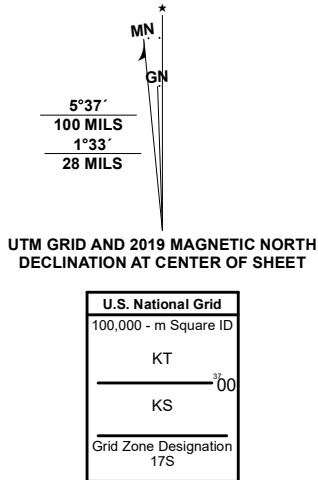 MN
GN
5°37´
100 MILS
1°33´
28 MILS
UTM GRID AND 2019 MAGNETIC NORTH
DECLINATION AT CENTER OF SHEET
U.S. National Grid
100,000 - m Square ID
KT
3700
KS
Grid Zone Designation
17S